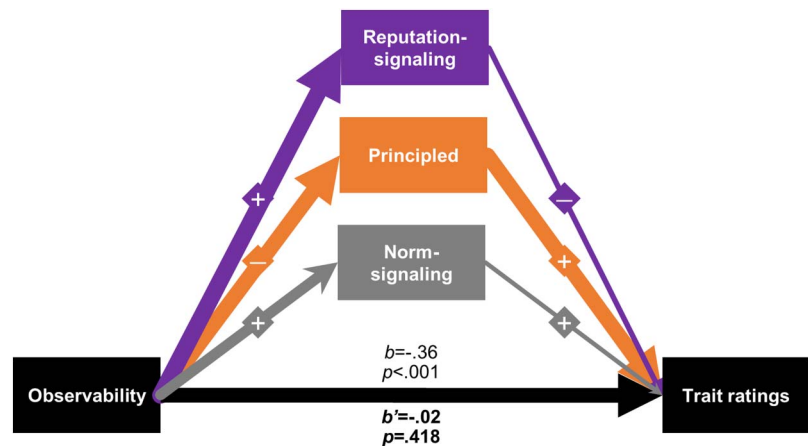 Reputation-
signaling
+
–
Principled
–
+
Norm-
signaling
+
+
b=-.36
p<.001
Observability
Trait ratings
b’=-.02
p=.418